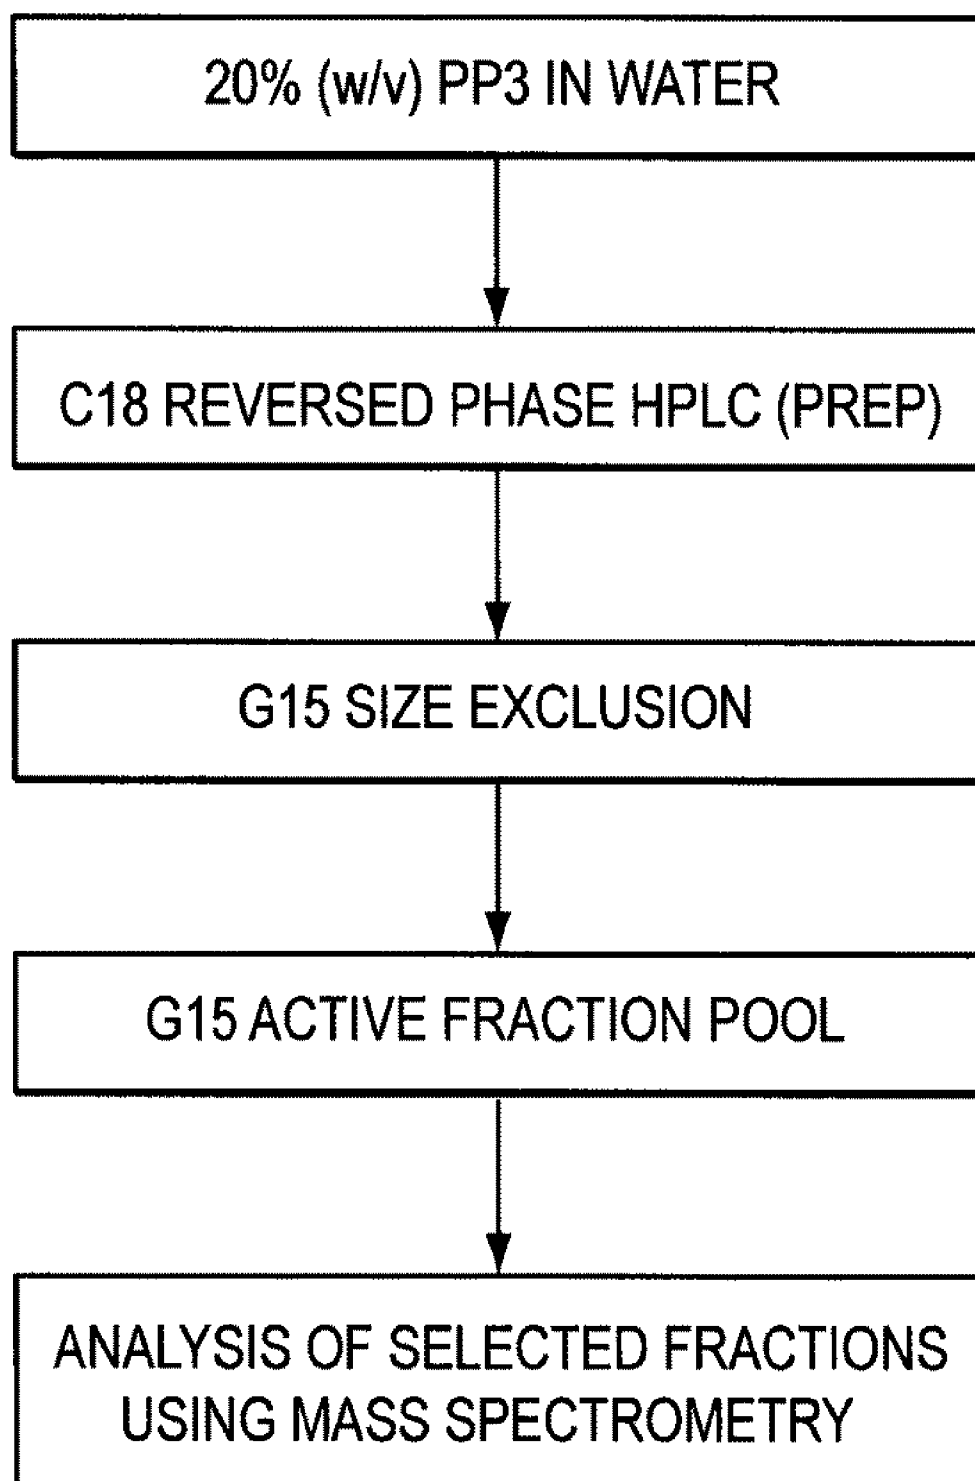 20% (w/v) PP3 IN WATER
C18 REVERSED PHASE HPLC (PREP)
G15 SIZE EXCLUSION
G15 ACTIVE FRACTION POOL
ANALYSIS OF SELECTED FRACTIONS
USING MASS SPECTROMETRY